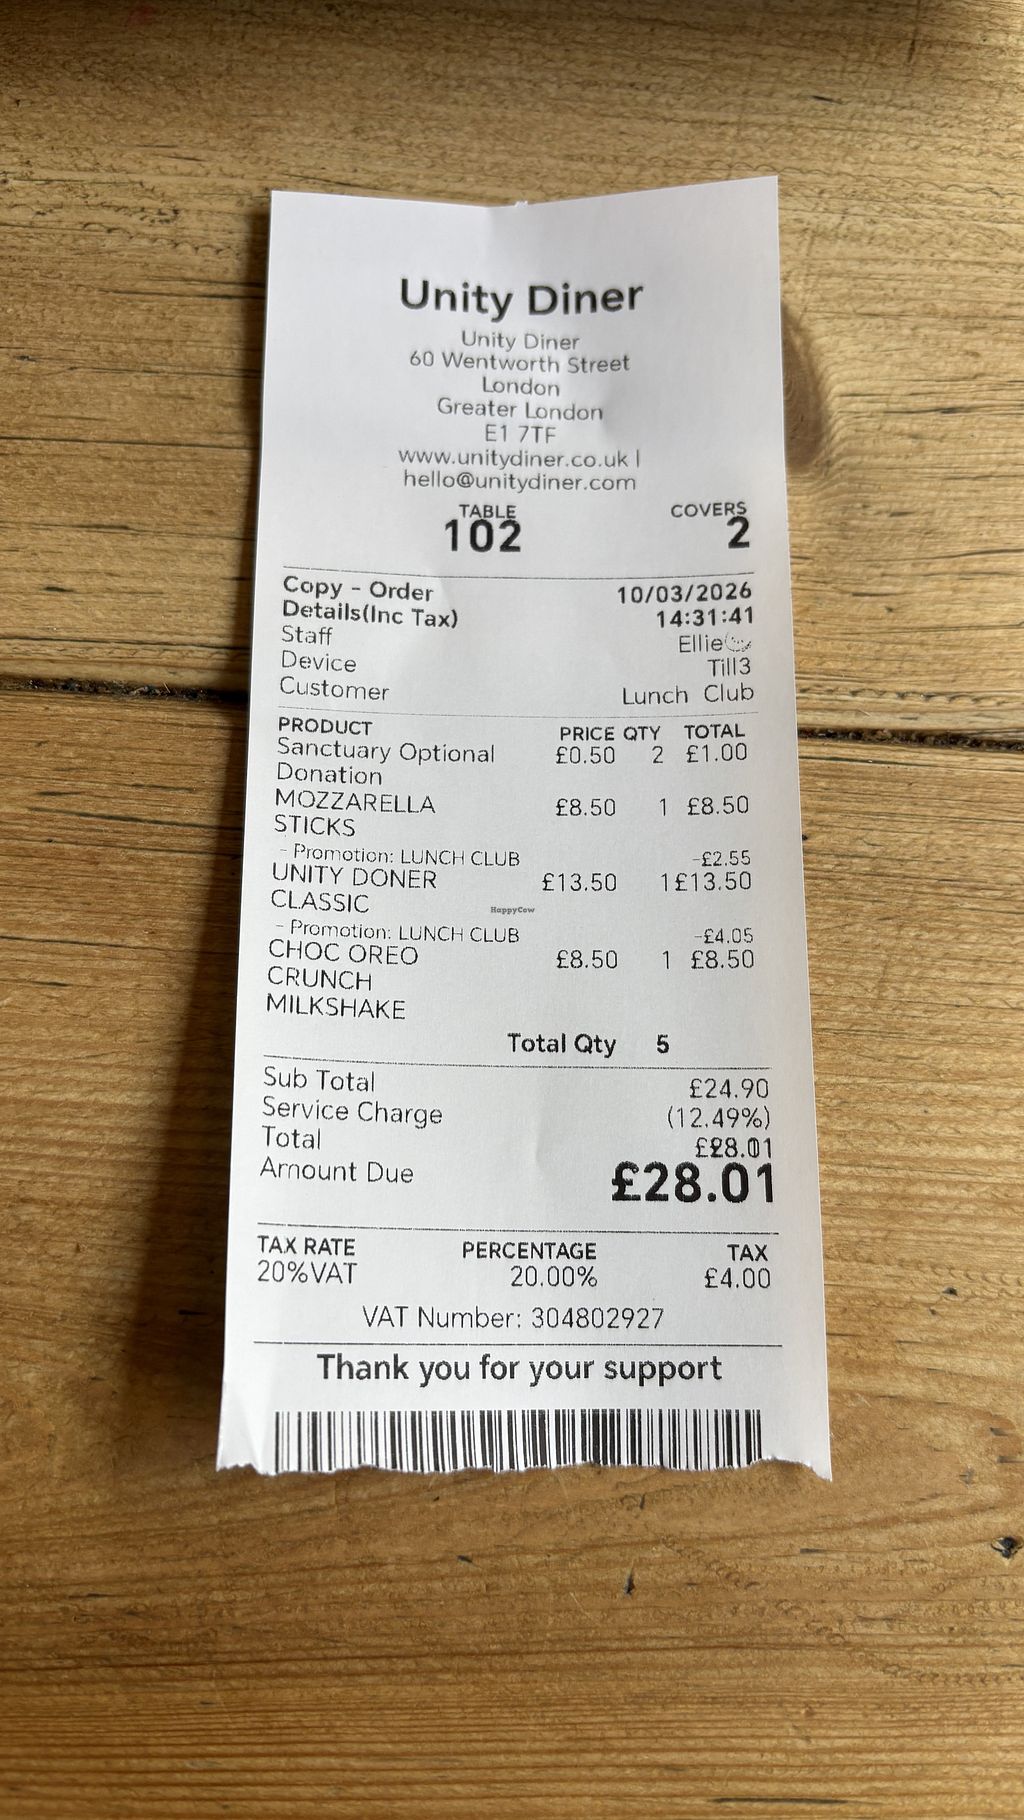 Unity Diner
Unity Diner
60 Wentworth Street
London
Greater London
E1 7TF
www.unitydiner.co.uk |
hello@unitydiner.com
TABLE COVERS
102 2
Copy - Order 10/03/2026
Details(Inc Tax) 14:31:41
Staff Ellie
Device Till3
Customer Lunch Club
PRODUCT PRICE QTY TOTAL
Sanctuary Optional £0.50 2 £1.00
Donation
MOZZARELLA £8.50 1 £8.50
STICKS
- Promotion: LUNCH CLUB -£2.55
UNITY DONER £13.50 1 £13.50
CLASSIC
HappyCow
- Promotion: LUNCH CLUB -£4.05
CHOC OREO £8.50 1 £8.50
CRUNCH
MILKSHAKE
Total Qty 5
Sub Total £24.90
Service Charge (12.49%)
Total £28.01
Amount Due £28.01
TAX RATE PERCENTAGE TAX
20%VAT 20.00% £4.00
VAT Number: 304802927
Thank you for your support